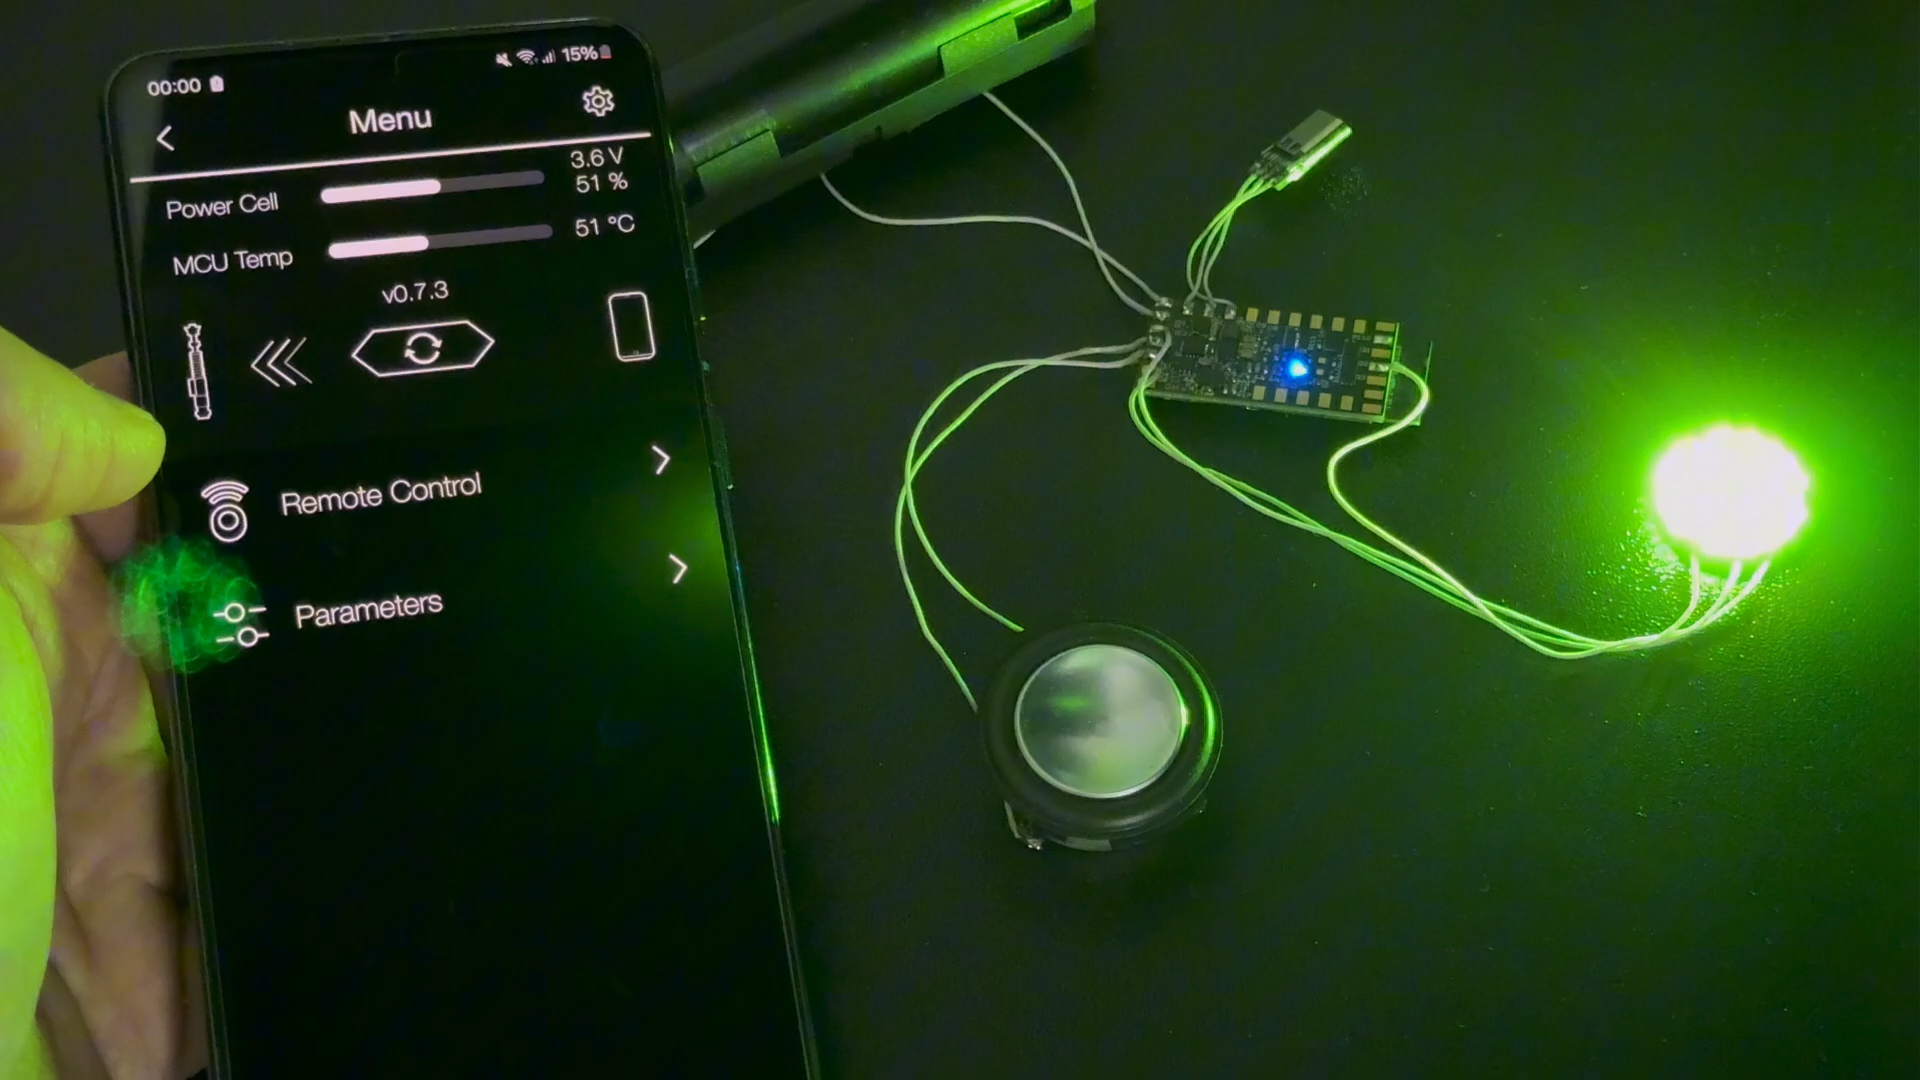 00:00
15%
Menu
3.6 V
Power Cell
51 %
MCU Temp
51 °C
v0.7.3
Remote Control
Parameters